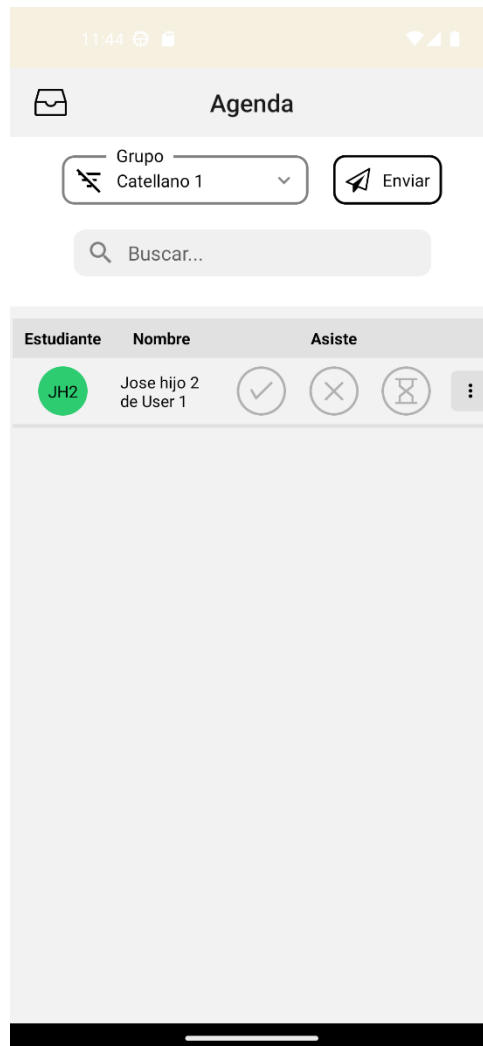 11:44
Agenda
Grupo
Catellano 1
Enviar
Buscar...
Estudiante Nombre Asiste
JH2
Jose hijo 2
de User 1